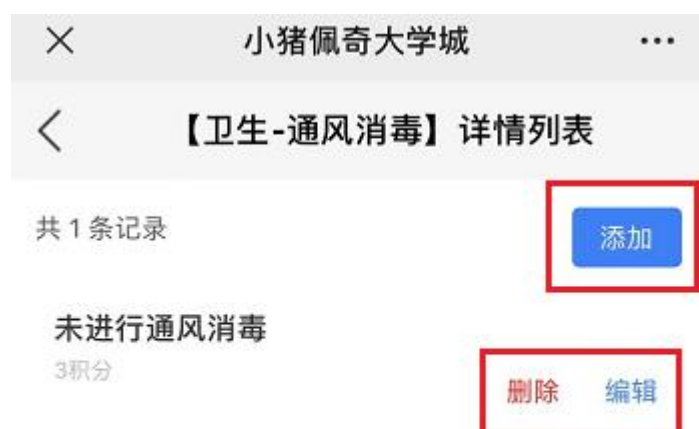 小猪佩奇大学城
【卫生-通风消毒】详情列表
共 1 条记录
添加
未进行通风消毒
3积分
删除 编辑